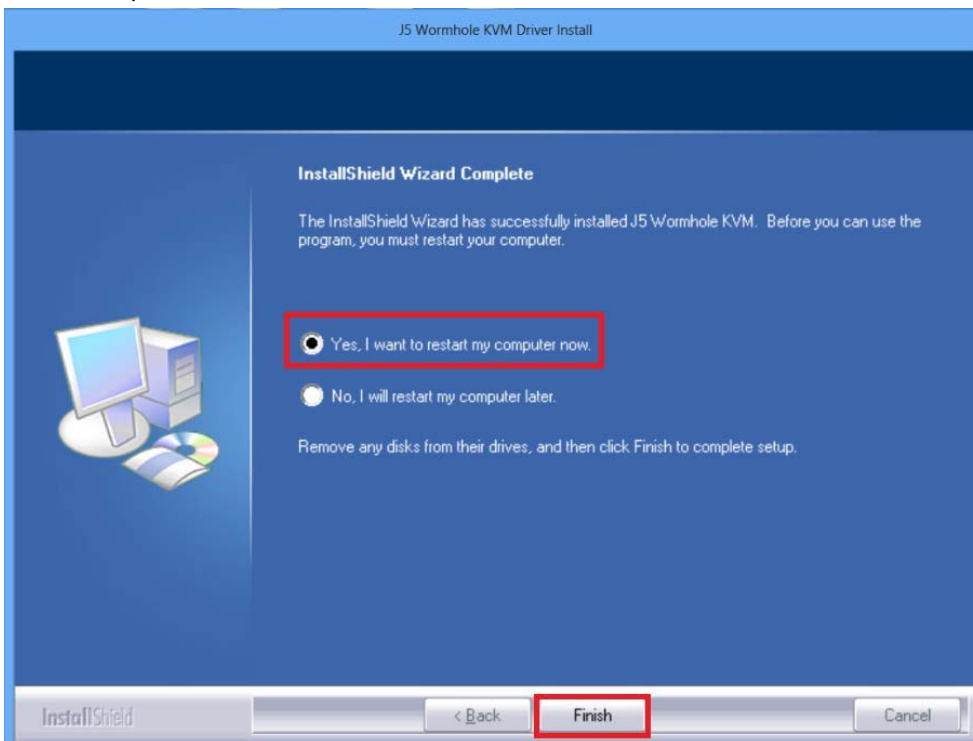 J5 Wormhole KVM Driver Install
InstallShield Wizard Complete
The InstallShield Wizard has successfully installed J5 Wormhole KVM. Before you can use the
program, you must restart your computer.
Yes, I want to restart my computer now.
No, I will restart my computer later.
Remove any disks from their drives, and then click Finish to complete setup.
InstallShield
< Back
Finish
Cancel